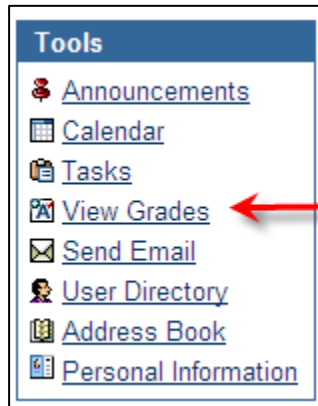 Tools
Announcements
Calendar
Tasks
View Grades
Send Email
User Directory
Address Book
Personal Information